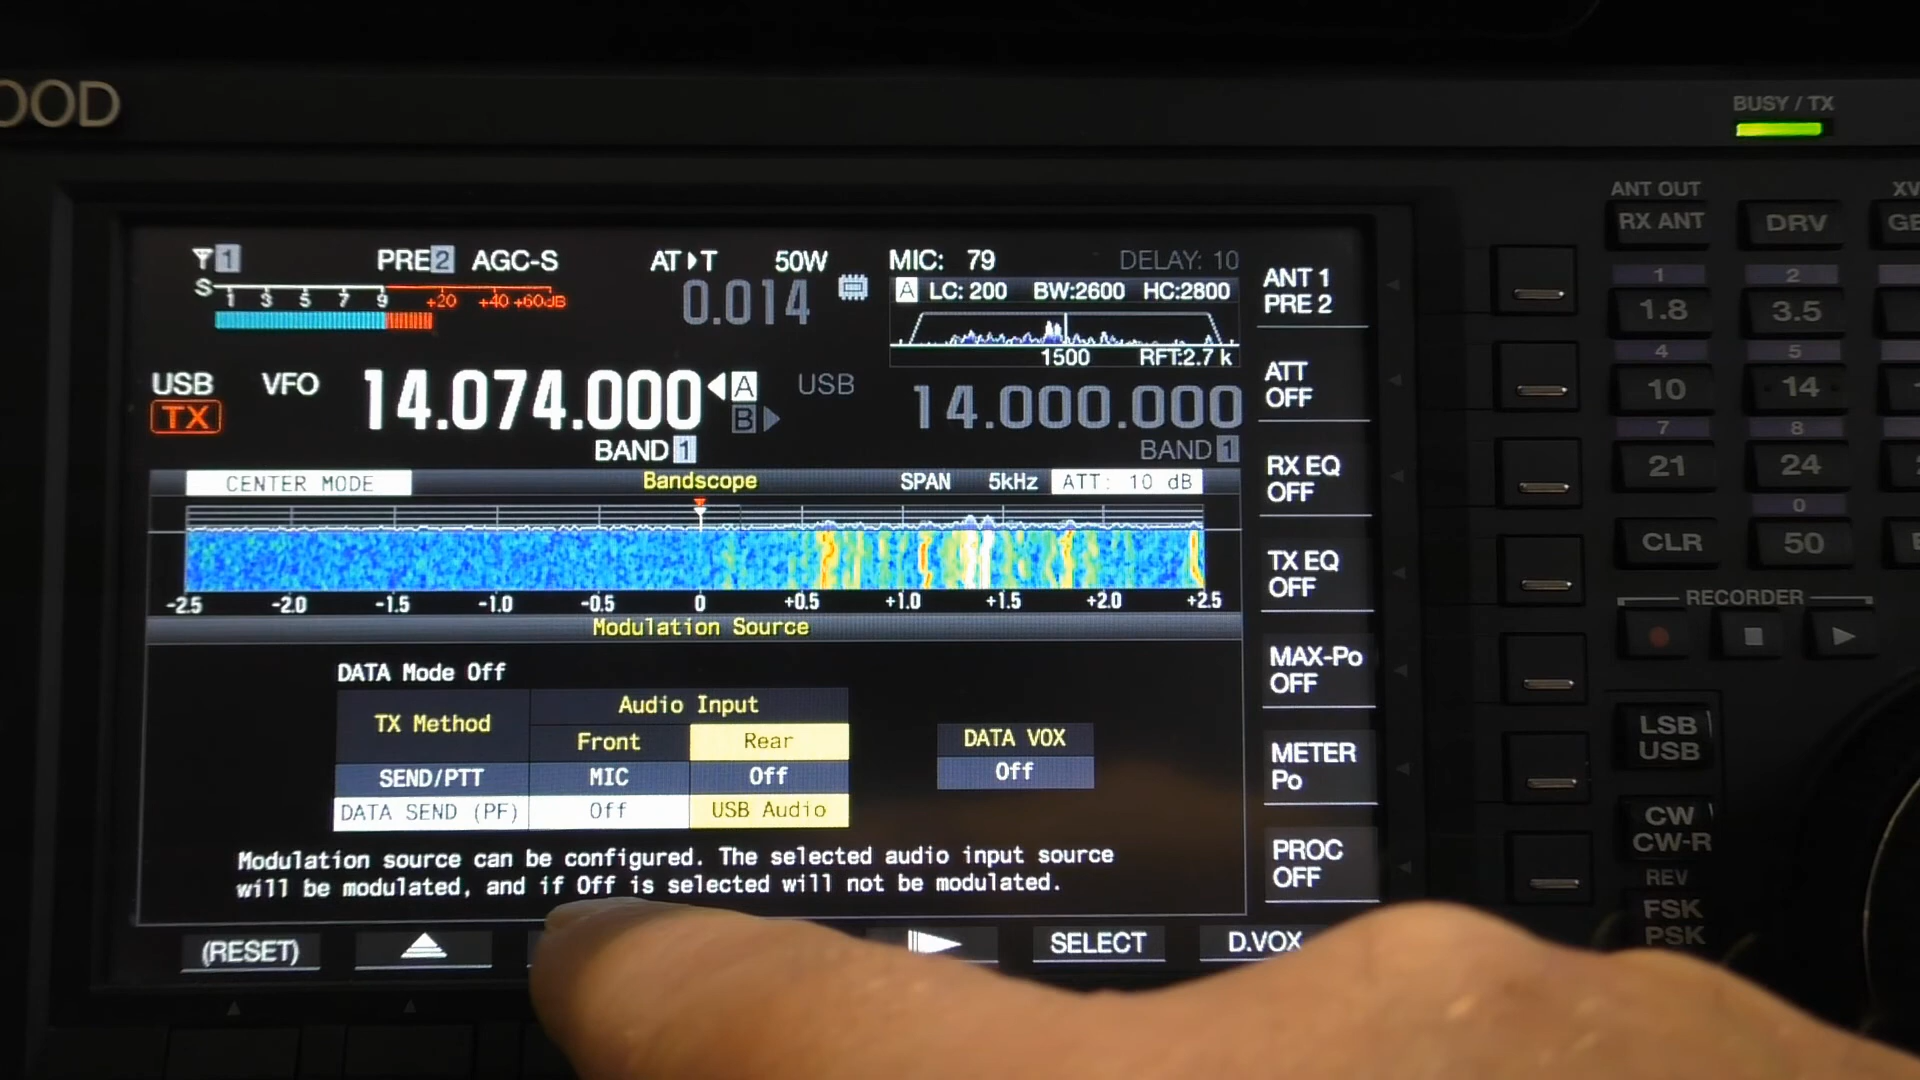 OOD
BUSY / TX
ANT OUT
RX ANT
DRV
XV
1
PRE 2 AGC-S
AT T 50W
MIC: 79 DELAY: 10
S 1 3 5 7 9 +20 +40 +60dB
0.014
A LC: 200 BW:2600 HC:2800
1500 RFT:2.7 k
ANT 1
PRE 2
USB VFO 14.074.000 A USB 14.000.000
TX B
BAND 1 BAND 1
ATT
OFF
CENTER MODE Bandscope SPAN 5kHz ATT: 10 dB
RX EQ
OFF
-2.5 -2.0 -1.5 -1.0 -0.5 0 +0.5 +1.0 +1.5 +2.0 +2.5
TX EQ
OFF
Modulation Source
DATA Mode Off
TX Method Audio Input
Front Rear
SEND/PTT MIC Off
DATA SEND (PF) Off USB Audio
DATA VOX
Off
MAX-Po
OFF
METER
Po
PROC
OFF
Modulation source can be configured. The selected audio input source
will be modulated, and if Off is selected will not be modulated.
(RESET) SELECT D.VOX
1 2
1.8 3.5
4 5
10 14
7 8
21 24
0
CLR 50
RECORDER
LSB
USB
CW
CW-R
REV
FSK
PSK